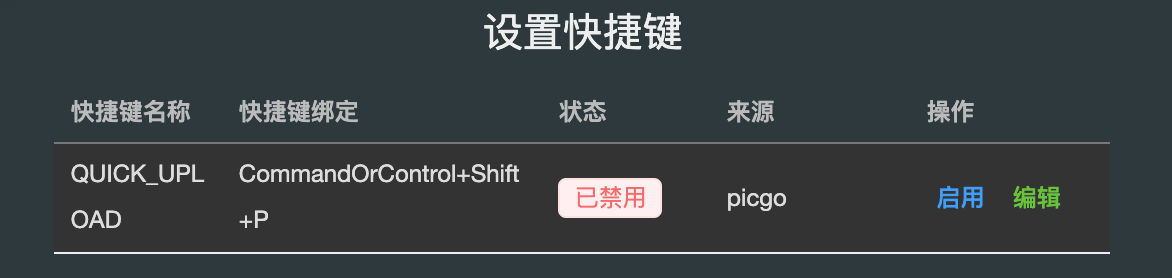 设置快捷键
快捷键名称 快捷键绑定 状态 来源 操作
QUICK_UPL CommandOrControl+Shift
已禁用 picgo 启用 编辑
OAD +P